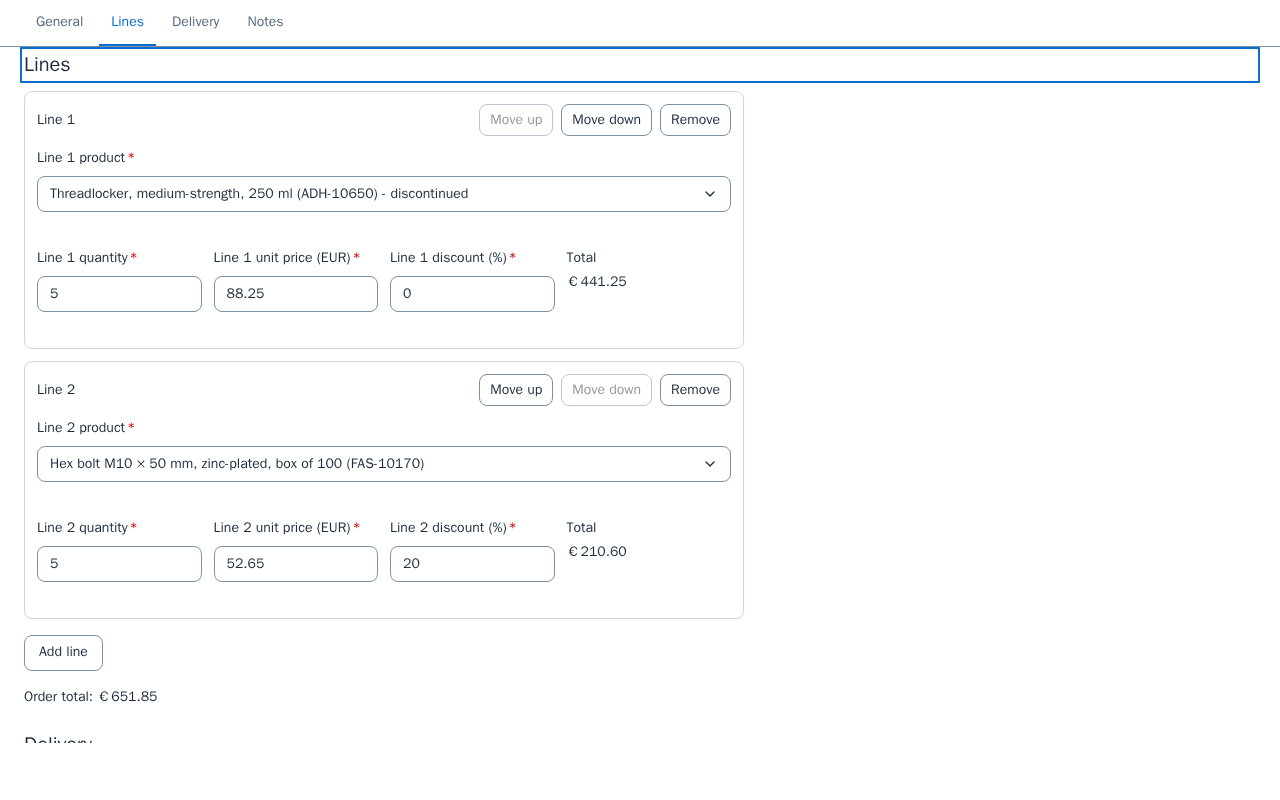 General Lines Delivery Notes
Lines
Line 1 Move up Move down Remove
Line 1 product *
Threadlocker, medium-strength, 250 ml (ADH-10650) - discontinued
Line 1 quantity * Line 1 unit price (EUR) * Line 1 discount (%) * Total
5 88.25 0 € 441.25
Line 2 Move up Move down Remove
Line 2 product *
Hex bolt M10 × 50 mm, zinc-plated, box of 100 (FAS-10170)
Line 2 quantity * Line 2 unit price (EUR) * Line 2 discount (%) * Total
5 52.65 20 € 210.60
Add line
Order total: € 651.85
Delivery